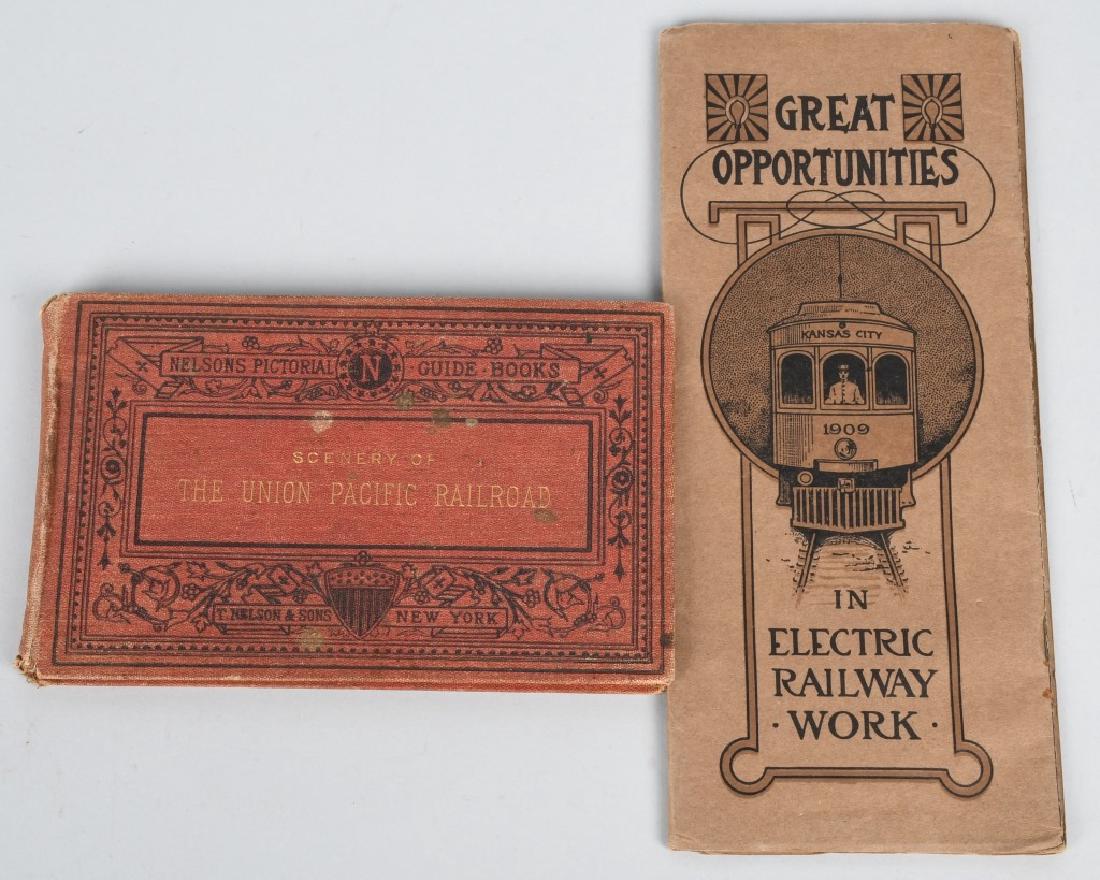 NELSONS PICTORIAL N GUIDE · BOOKS
SCENERY OF
THE UNION PACIFIC RAILROAD
T. NELSON & SONS NEW YORK
GREAT
OPPORTUNITIES
KANSAS CITY
1909
IN
ELECTRIC
RAILWAY
· WORK ·